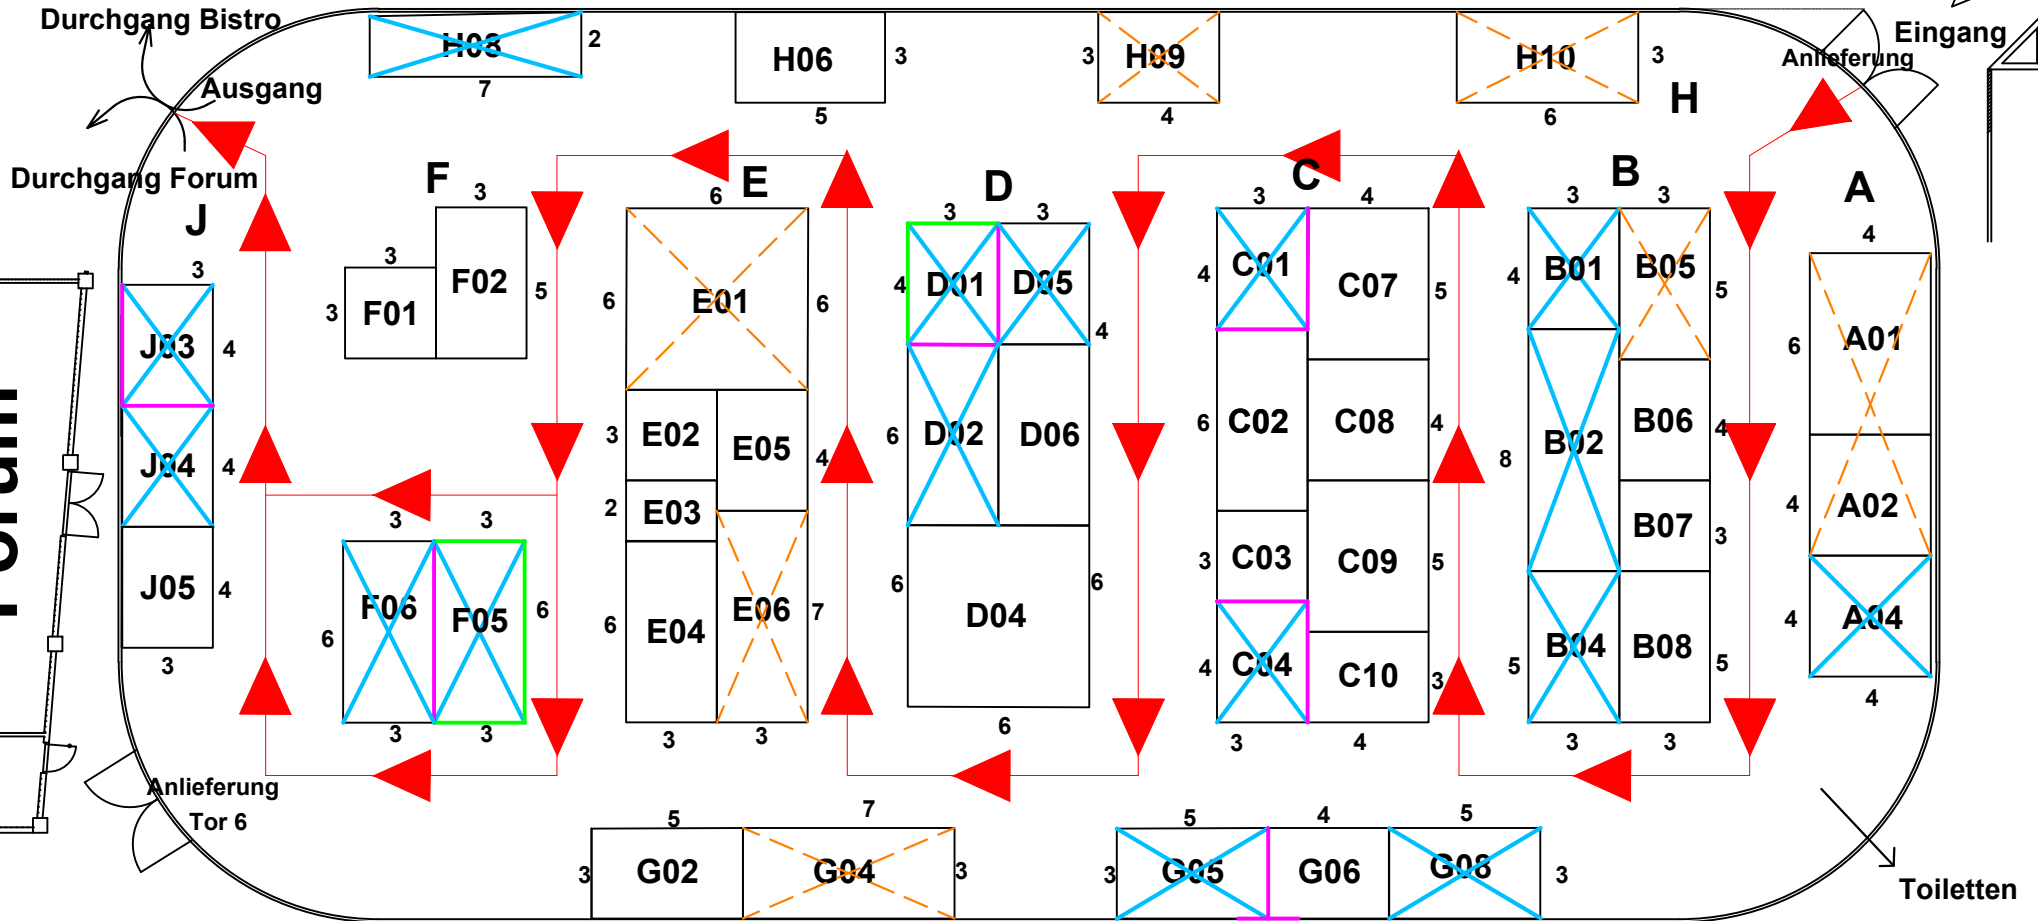 Durchgang Bistro
Ausgang
Durchgang Forum
Eingang
Anlieferung
H08
2
7
H06
3
5
3
H09
4
H10
3
6
H
J
F
E
D
C
B
A
3
J03
4
J04
4
J05
4
3
3
3
F01
3
F02
5
3
3
F06
F05
6
6
3
3
6
6
E01
6
3
E02
E05
4
2
E03
6
E04
E06
7
3
3
3
3
4
D01
D05
4
6
D02
D06
6
D04
6
6
3
4
4
C01
C07
5
6
C02
C08
4
3
C03
C09
5
4
C04
C10
3
3
4
3
3
4
B01
B05
5
8
B02
B06
4
B07
3
5
B04
B08
5
3
3
4
6
A01
4
A02
4
A04
4
Forum
Anlieferung
Tor 6
5
7
3
G02
G04
3
5
4
5
3
G05
G06
G08
3
Toiletten